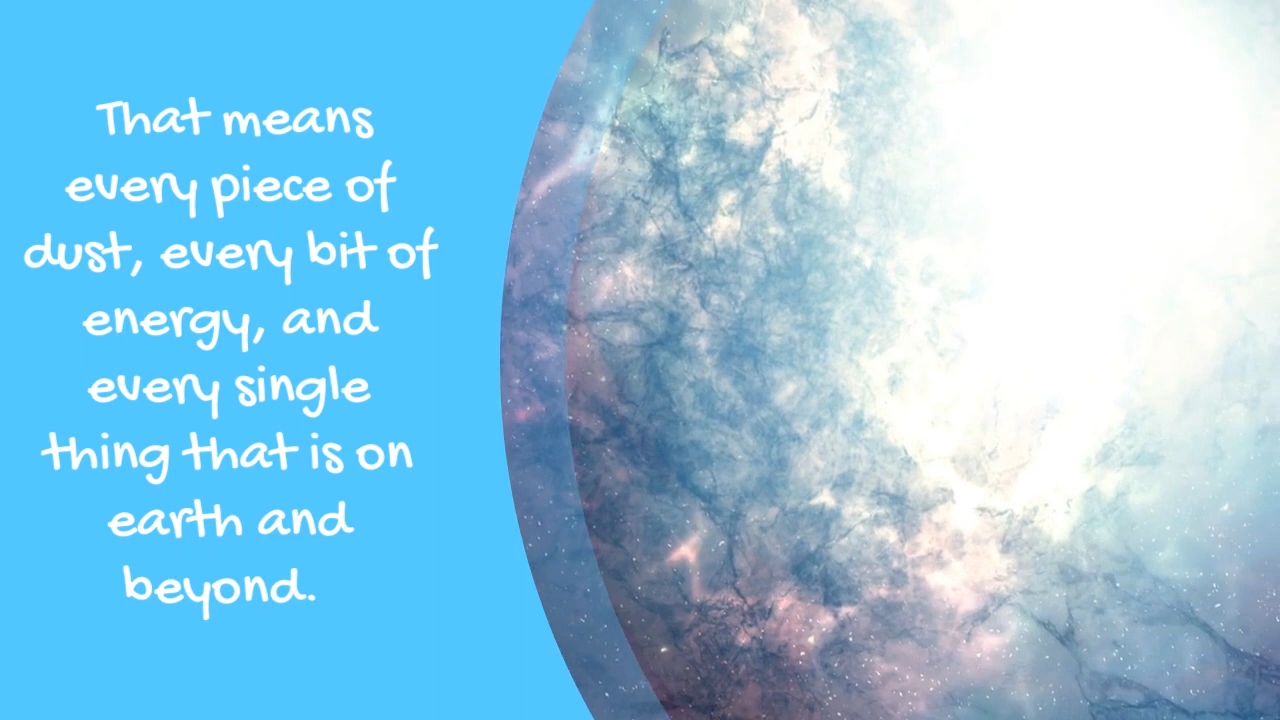 That means
every piece of
dust, every bit of
energy, and
every single
thing that is on
earth and
beyond.